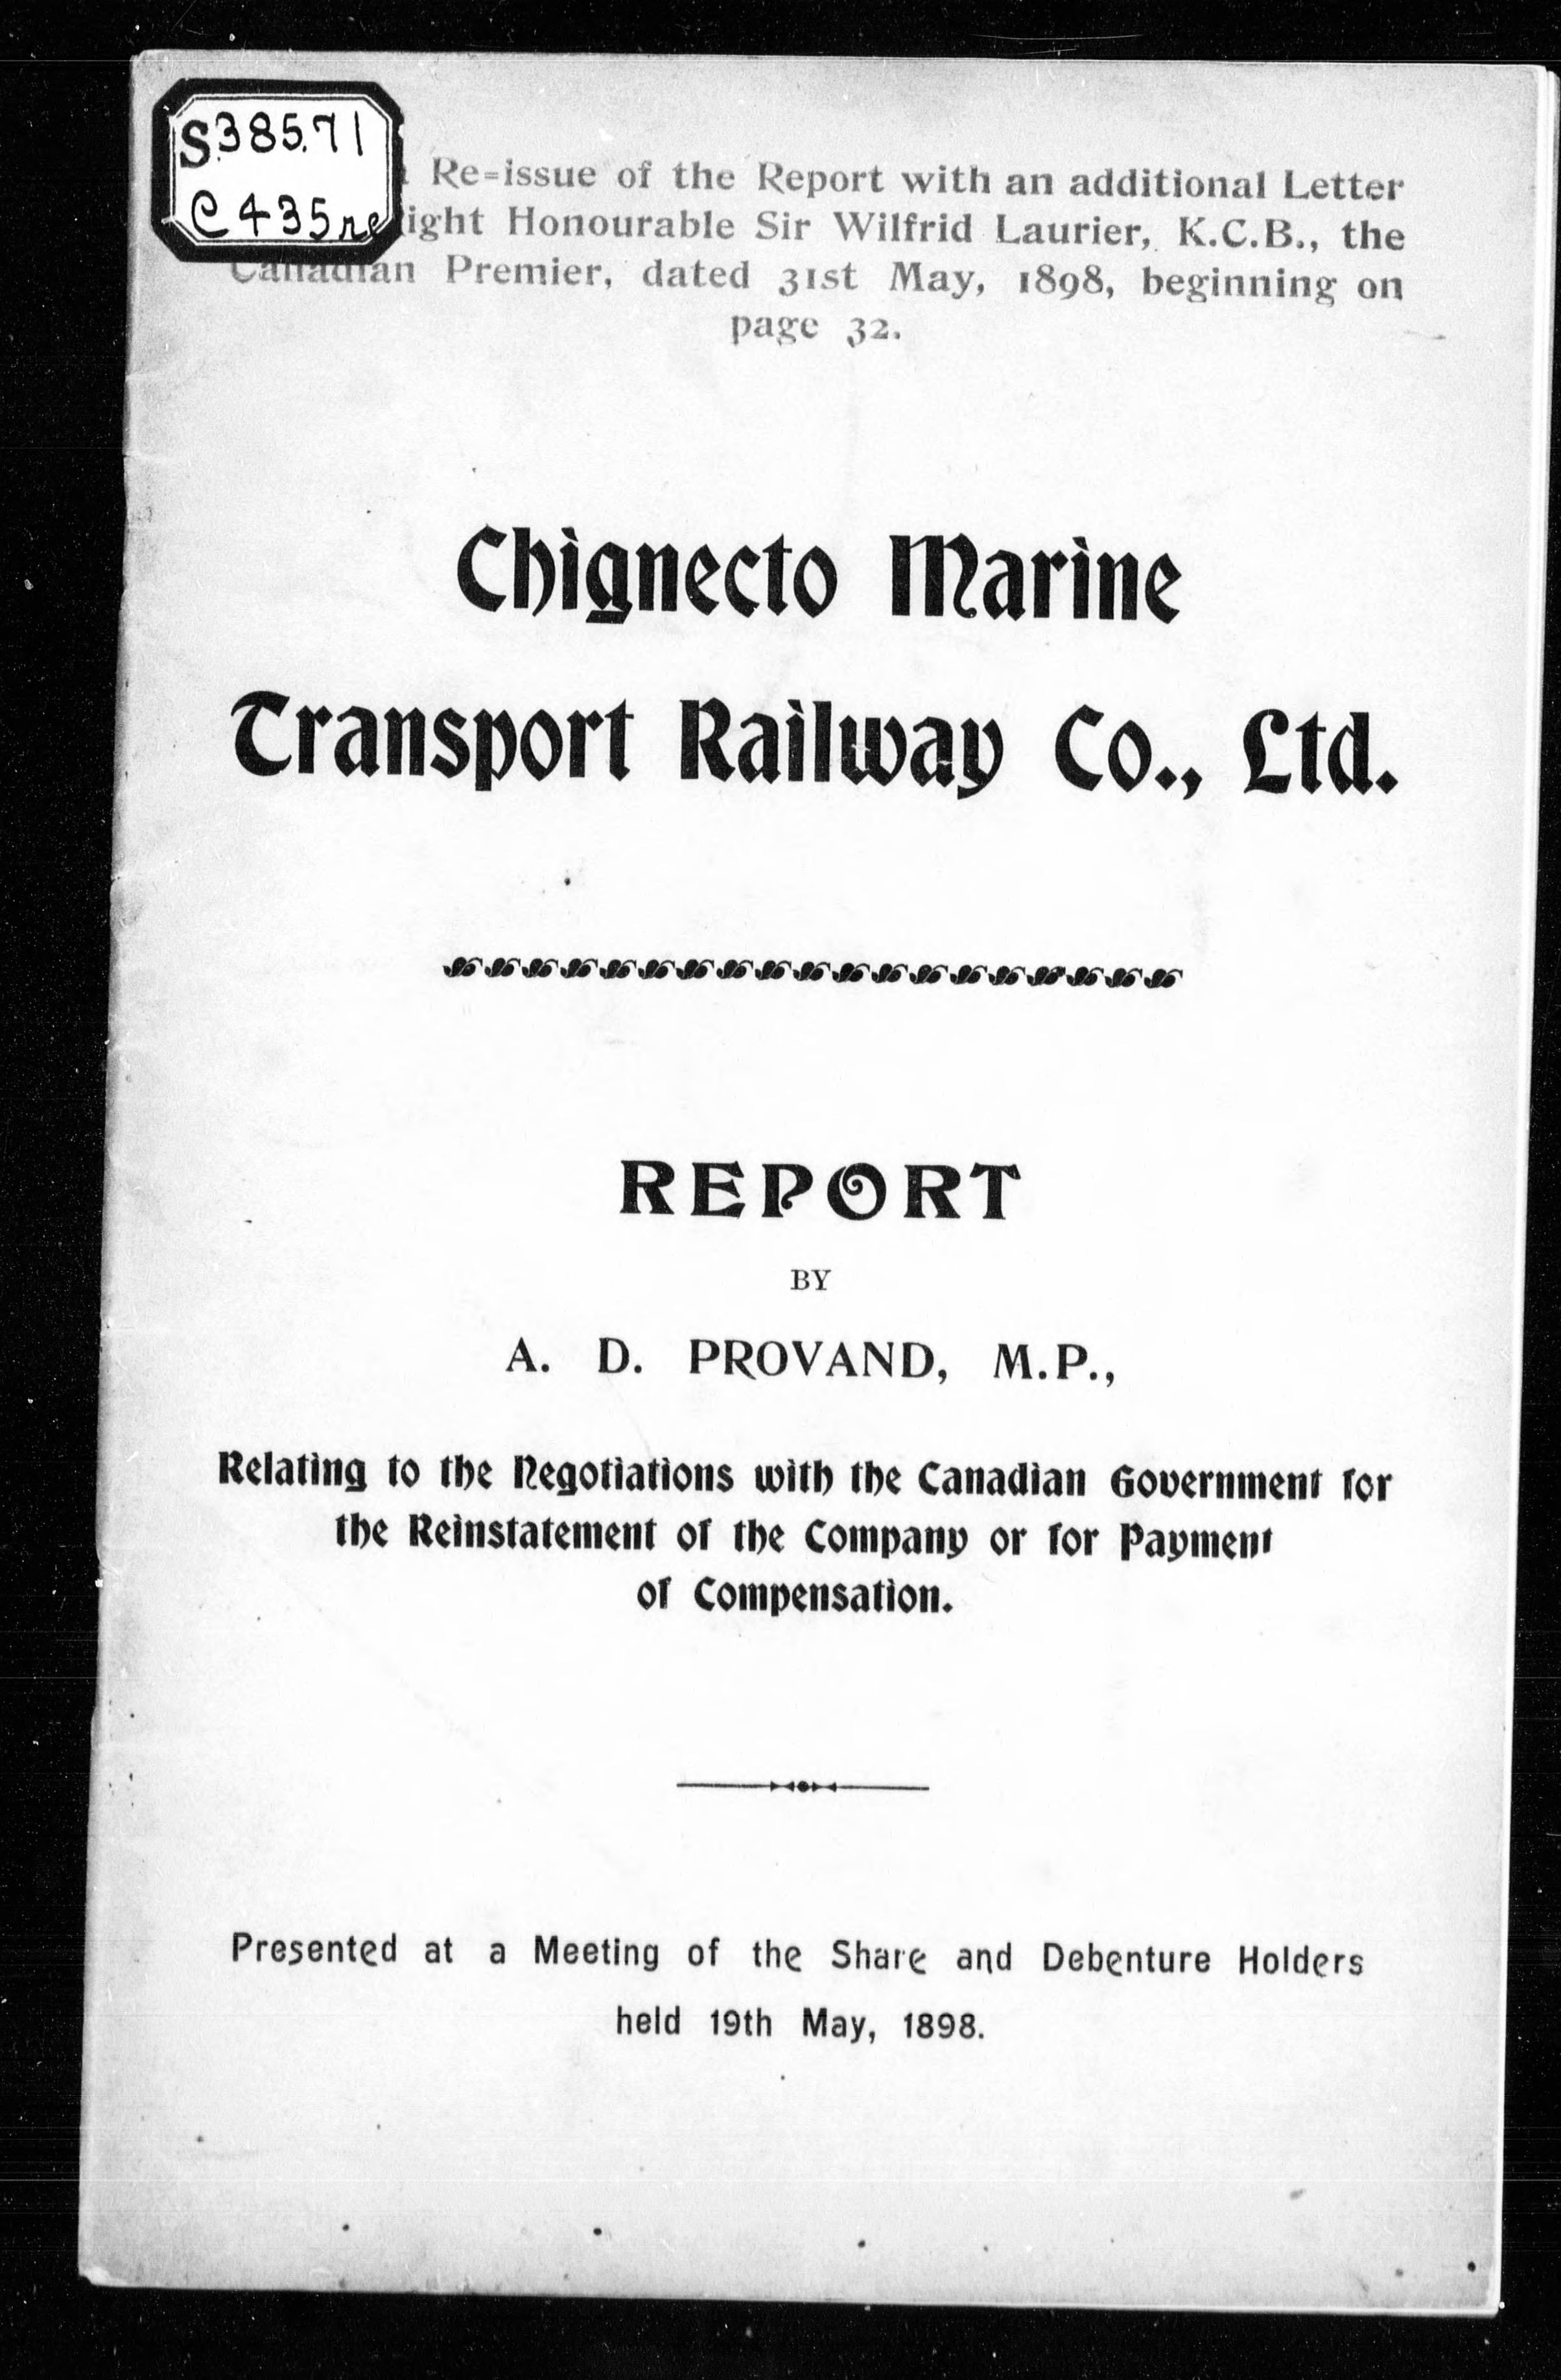 S.385.71
C435re
Re=issue of the Report with an additional Letter
ight Honourable Sir Wilfrid Laurier, K.C.B., the
Canadian Premier, dated 31st May, 1898, beginning on
page 32.
Chignecto Marine
Transport Railway Co., Ltd.
REPORT
BY
A. D. PROVAND, M.P.,
Relating to the Negotiations with the Canadian Government for
the Reinstatement of the Company or for Payment
of Compensation.
Presented at a Meeting of the Share and Debenture Holders
held 19th May, 1898.